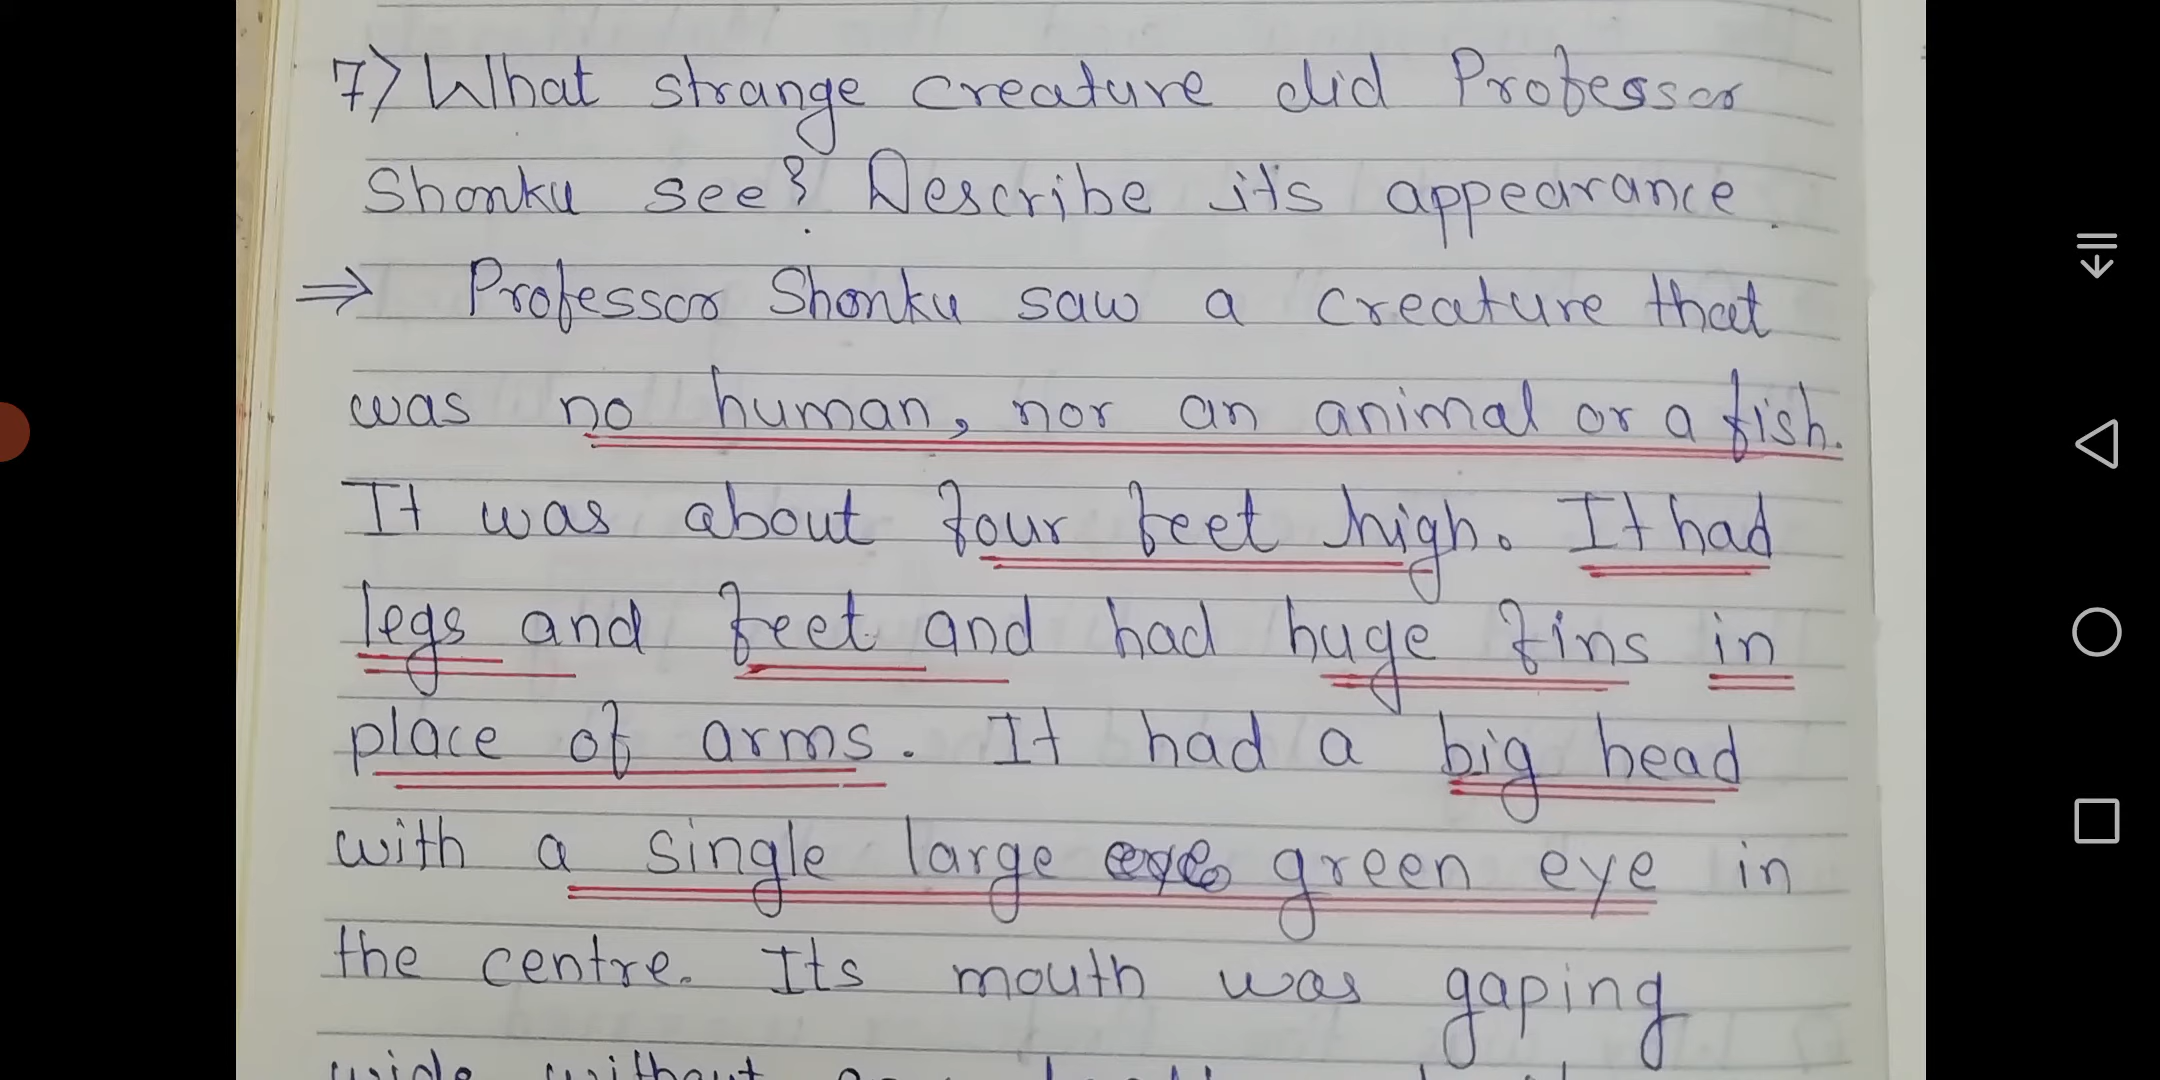 7) What strange creature did Professor
Shonku see? Describe its appearance.
⇒ Professor Shonku saw a creature that
was no human, nor an animal or a fish.
It was about four feet high. It had
legs and feet and had huge fins in
place of arms. It had a big head
with a single large green eye in
the centre. Its mouth was gaping
wide without